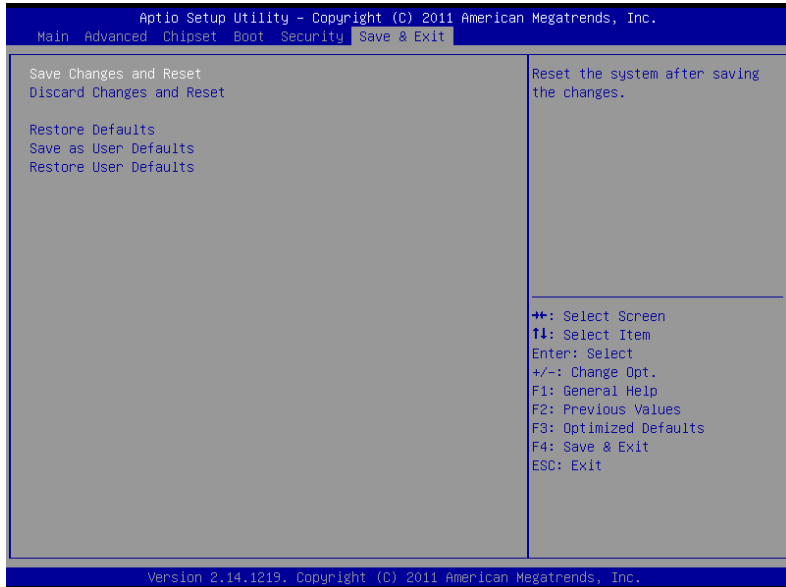 Aptio Setup Utility – Copyright (C) 2011 American Megatrends, Inc.
Main Advanced Chipset Boot Security Save & Exit
Save Changes and Reset
Discard Changes and Reset
Restore Defaults
Save as User Defaults
Restore User Defaults
Reset the system after saving
the changes.
→←: Select Screen
↑↓: Select Item
Enter: Select
+/-: Change Opt.
F1: General Help
F2: Previous Values
F3: Optimized Defaults
F4: Save & Exit
ESC: Exit
Version 2.14.1219. Copyright (C) 2011 American Megatrends, Inc.